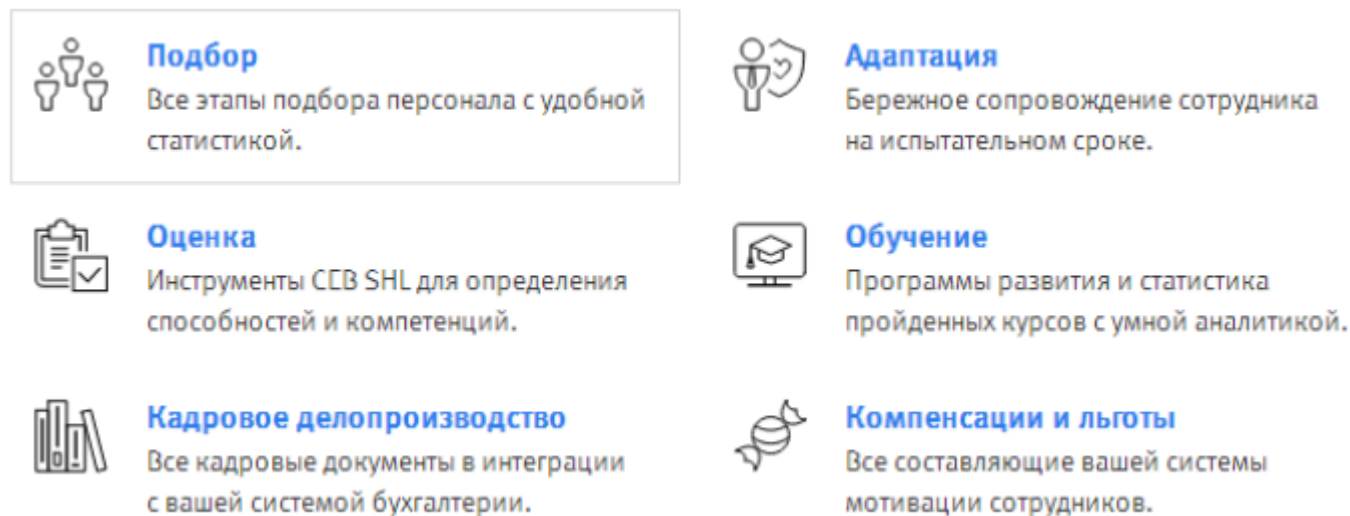 Подбор
Все этапы подбора персонала с удобной
статистикой.
Адаптация
Бережное сопровождение сотрудника
на испытательном сроке.
Оценка
Инструменты CEB SHL для определения
способностей и компетенций.
Обучение
Программы развития и статистика
пройденных курсов с умной аналитикой.
Кадровое делопроизводство
Все кадровые документы в интеграции
с вашей системой бухгалтерии.
Компенсации и льготы
Все составляющие вашей системы
мотивации сотрудников.